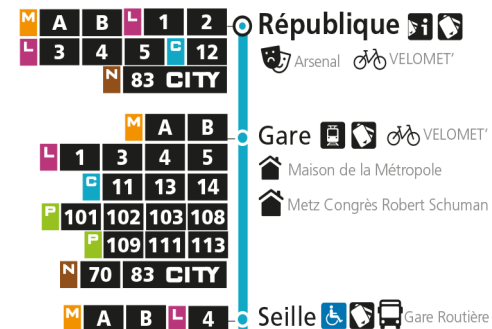 M A B L 1 2 République i
L 3 4 5 C 12 Arsenal VELOMET'
N 83 CITY
M A B Gare VELOMET'
L 1 3 4 5 Maison de la Métropole
C 11 13 14
P 101 102 103 108 Metz Congrès Robert Schuman
P 109 111 113
N 70 83 CITY
M A B L 4 Seille Gare Routière